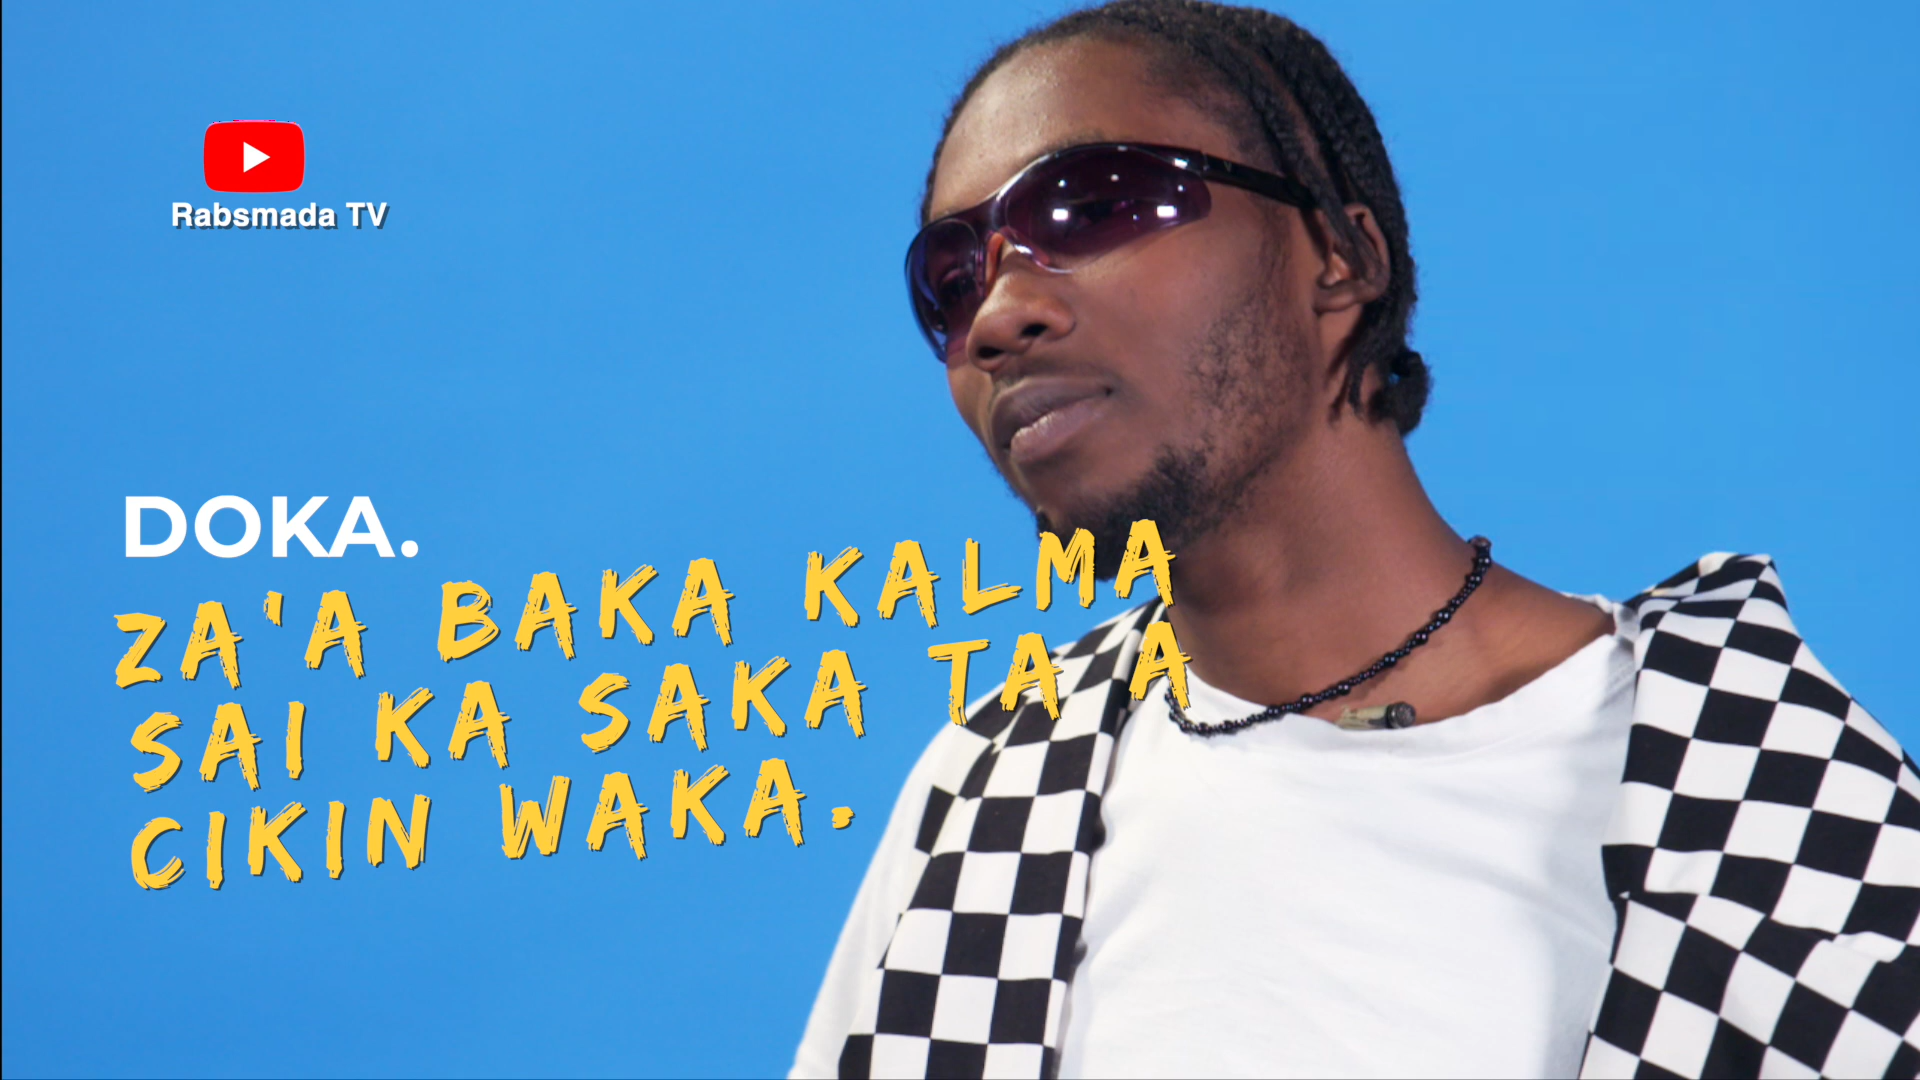 Rabsmada TV
DOKA.
ZA'A BAKA KALMA
SAI KA SAKA TA A
CIKIN WAKA.